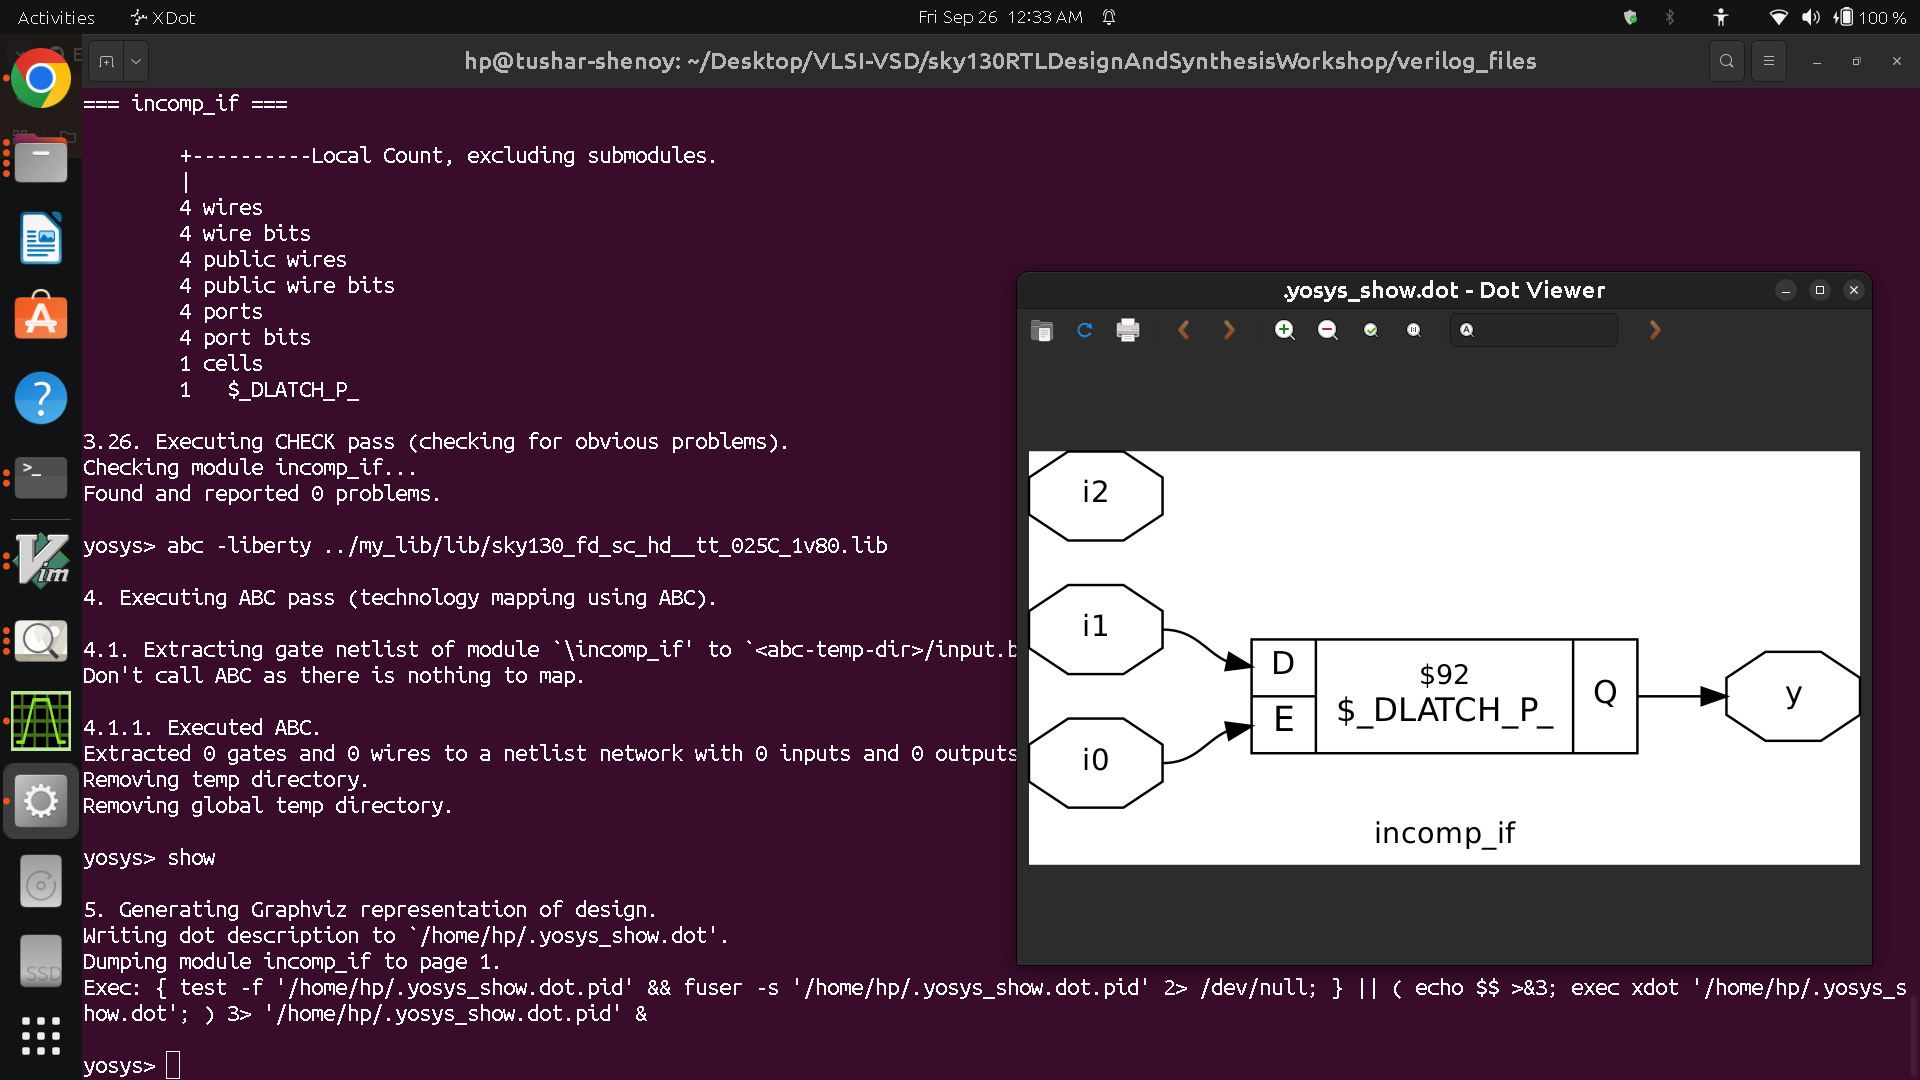 Activities
XDot
Fri Sep 26 12:33 AM
100 %
hp@tushar-shenoy: ~/Desktop/VLSI-VSD/sky130RTLDesignAndSynthesisWorkshop/verilog_files
=== incomp_if ===
+----------Local Count, excluding submodules.
|
4 wires
4 wire bits
4 public wires
4 public wire bits
4 ports
4 port bits
1 cells
1   $_DLATCH_P_
3.26. Executing CHECK pass (checking for obvious problems).
Checking module incomp_if...
Found and reported 0 problems.
yosys> abc -liberty ../my_lib/lib/sky130_fd_sc_hd__tt_025C_1v80.lib
4. Executing ABC pass (technology mapping using ABC).
4.1. Extracting gate netlist of module `\incomp_if' to `<abc-temp-dir>/input.b
Don't call ABC as there is nothing to map.
4.1.1. Executed ABC.
Extracted 0 gates and 0 wires to a netlist network with 0 inputs and 0 outputs
Removing temp directory.
Removing global temp directory.
yosys> show
5. Generating Graphviz representation of design.
Writing dot description to `/home/hp/.yosys_show.dot'.
Dumping module incomp_if to page 1.
Exec: { test -f '/home/hp/.yosys_show.dot.pid' && fuser -s '/home/hp/.yosys_show.dot.pid' 2> /dev/null; } || ( echo $$ >&3; exec xdot '/home/hp/.yosys_s
how.dot'; ) 3> '/home/hp/.yosys_show.dot.pid' &
yosys>
.yosys_show.dot - Dot Viewer
i2
i1
i0
D
E
$92
$_DLATCH_P_
Q
y
incomp_if
>_
?
Vim
SSD